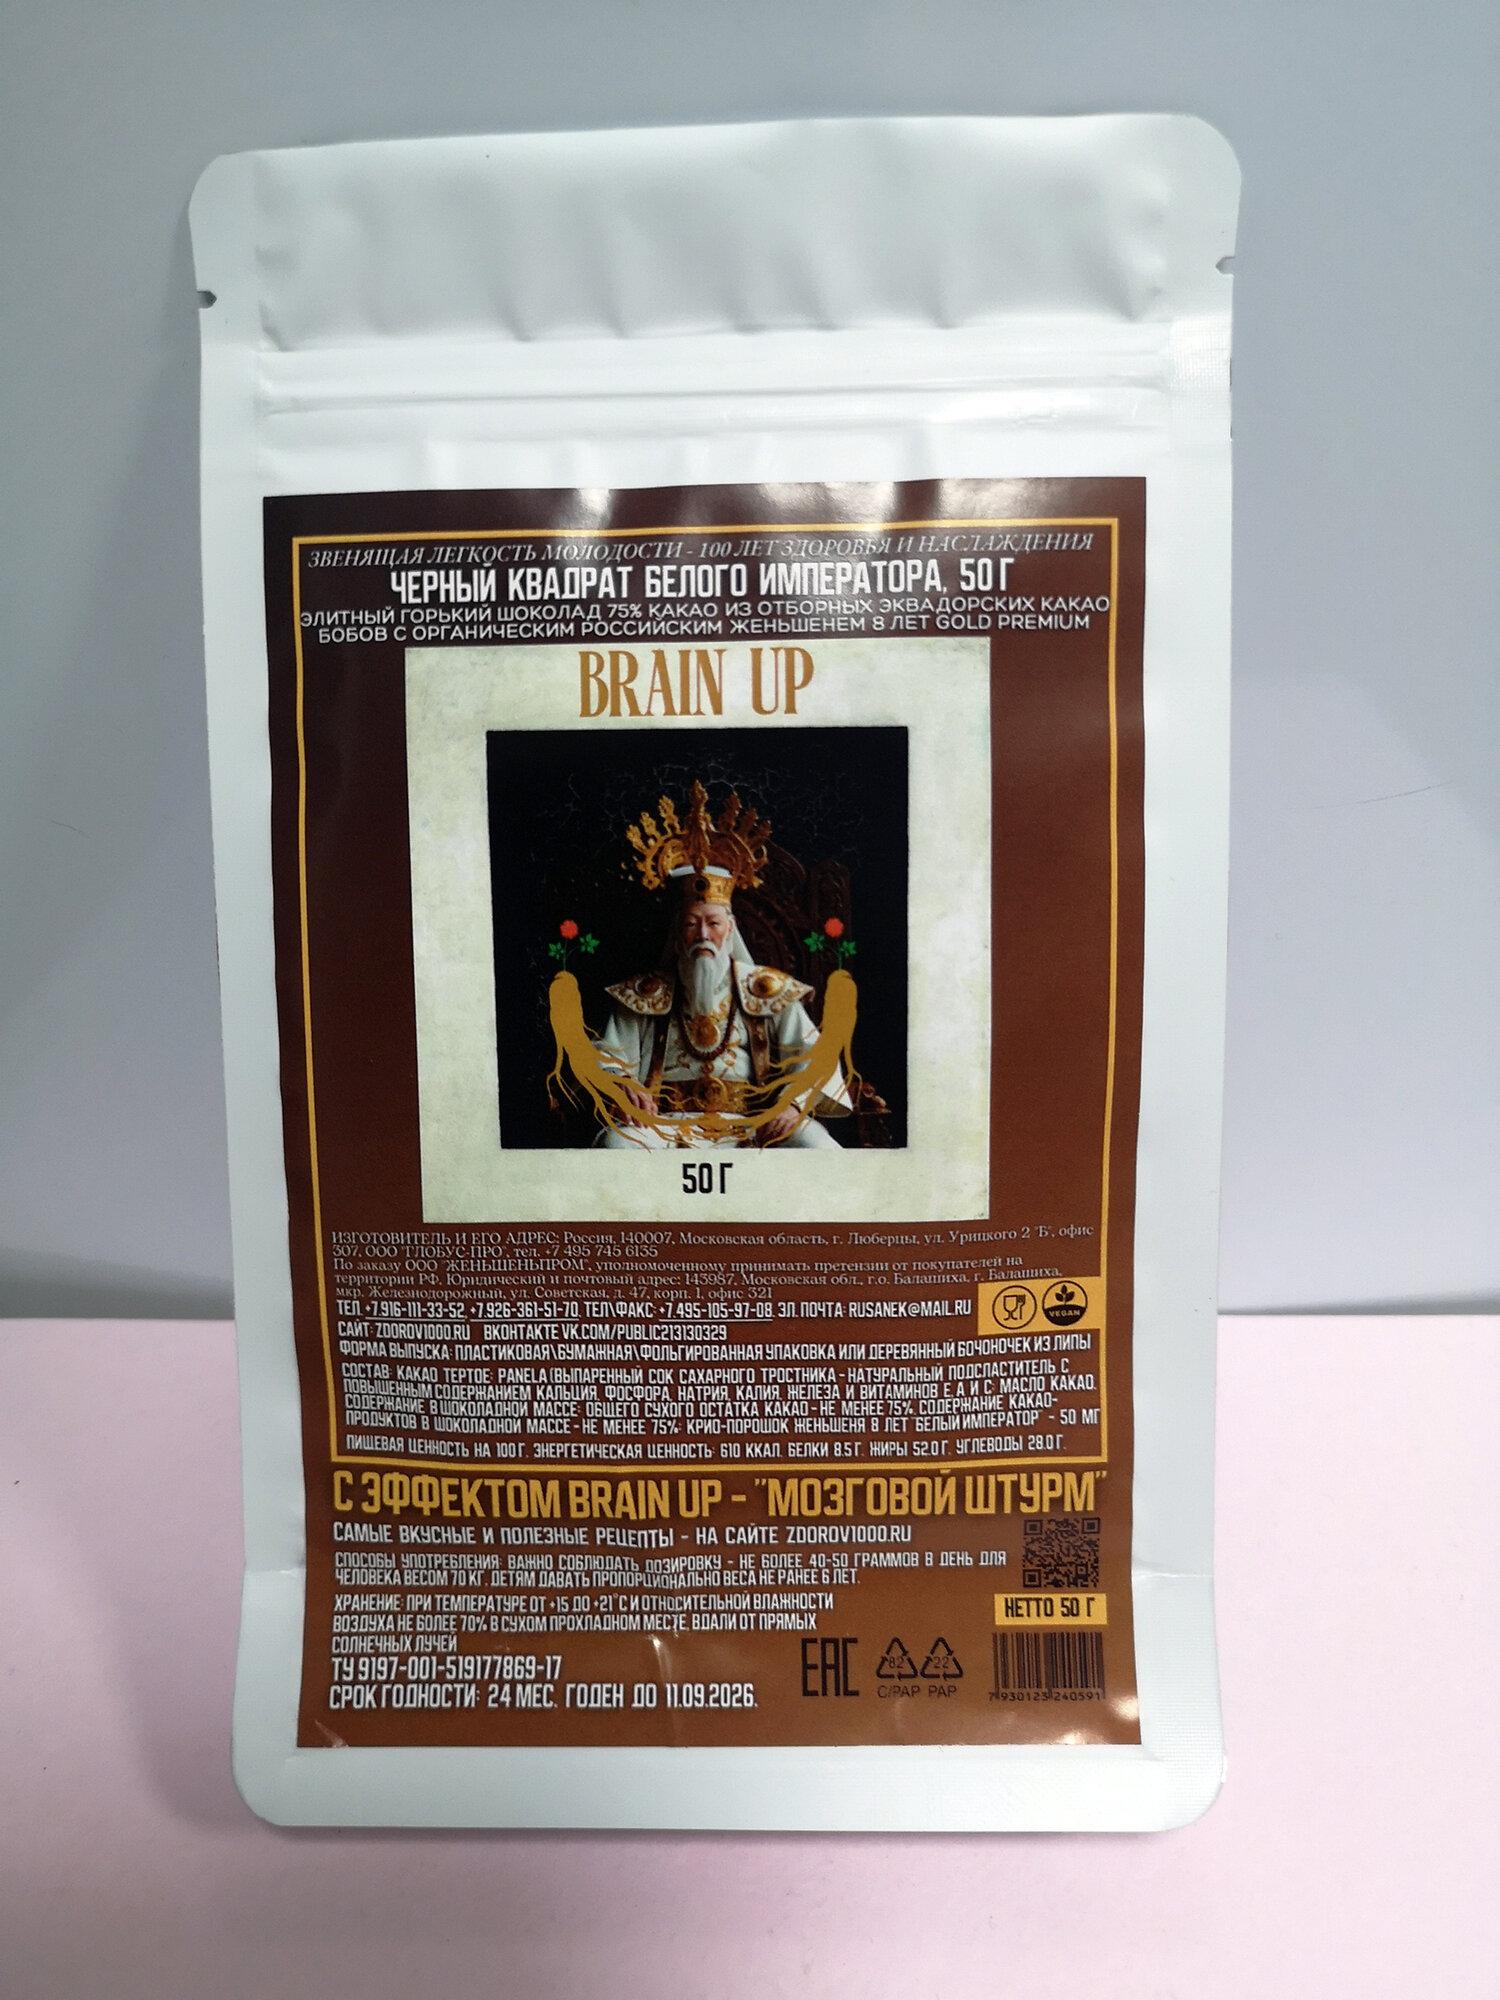 ЗВЕНЯЩАЯ ЛЕГКОСТЬ МОЛОДОСТИ - 100 ЛЕТ ЗДОРОВЬЯ И НАСЛАЖДЕНИЯ
ЧЕРНЫЙ КВАДРАТ БЕЛОГО ИМПЕРАТОРА, 50 Г
ЭЛИТНЫЙ ГОРЬКИЙ ШОКОЛАД 75% КАКАО ИЗ ОТБОРНЫХ ЭКВАДОРСКИХ КАКАО
БОБОВ С ОРГАНИЧЕСКИМ РОССИЙСКИМ ЖЕНЬШЕНЕМ 8 ЛЕТ GOLD PREMIUM
BRAIN UP
50 Г
ИЗГОТОВИТЕЛЬ И ЕГО АДРЕС: Россия, 140007, Московская область, г. Люберцы, ул. Урицкого 2 "Б", офис
307, ООО "ГЛОБУС-ПРО", тел. +7 495 745 6135
По заказу ООО "ЖЕНЬШЕНЬПРОМ", уполномоченному принимать претензии от покупателей на
территории РФ. Юридический и почтовый адрес: 143987, Московская обл., г.о. Балашиха, г. Балашиха,
мкр. Железнодорожный, ул. Советская, д. 47, корп. 1, офис 321
ТЕЛ. +7.916-111-33-52, +7.926-361-51-70, ТЕЛ\ФАКС: +7.495-105-97-08. ЭЛ. ПОЧТА: RUSANEK@MAIL.RU
VEGAN
САЙТ: ZDOROV1000.RU ВКОНТАКТЕ VK.COM/PUBLIC213130329
ФОРМА ВЫПУСКА: ПЛАСТИКОВАЯ\БУМАЖНАЯ\ФОЛЬГИРОВАННАЯ УПАКОВКА ИЛИ ДЕРЕВЯННЫЙ БОЧОНОЧЕК ИЗ ЛИПЫ
СОСТАВ: КАКАО ТЕРТОЕ; PANELA (ВЫПАРЕННЫЙ СОК САХАРНОГО ТРОСТНИКА - НАТУРАЛЬНЫЙ ПОДСЛАСТИТЕЛЬ С
ПОВЫШЕННЫМ СОДЕРЖАНИЕМ КАЛЬЦИЯ, ФОСФОРА, НАТРИЯ, КАЛИЯ, ЖЕЛЕЗА И ВИТАМИНОВ Е, А И С; МАСЛО КАКАО.
СОДЕРЖАНИЕ В ШОКОЛАДНОЙ МАССЕ: ОБЩЕГО СУХОГО ОСТАТКА КАКАО - НЕ МЕНЕЕ 75%, СОДЕРЖАНИЕ КАКАО-
ПРОДУКТОВ В ШОКОЛАДНОЙ МАССЕ - НЕ МЕНЕЕ 75%; КРИО-ПОРОШОК ЖЕНЬШЕНЯ 8 ЛЕТ "БЕЛЫЙ ИМПЕРАТОР" - 50 МГ
ПИЩЕВАЯ ЦЕННОСТЬ НА 100 Г. ЭНЕРГЕТИЧЕСКАЯ ЦЕННОСТЬ: 610 ККАЛ. БЕЛКИ 8.5 Г. ЖИРЫ 52.0 Г. УГЛЕВОДЫ 28.0 Г.
С ЭФФЕКТОМ BRAIN UP - "МОЗГОВОЙ ШТУРМ"
САМЫЕ ВКУСНЫЕ И ПОЛЕЗНЫЕ РЕЦЕПТЫ - НА САЙТЕ ZDOROV1000.RU
СПОСОБЫ УПОТРЕБЛЕНИЯ: ВАЖНО СОБЛЮДАТЬ ДОЗИРОВКУ - НЕ БОЛЕЕ 40-50 ГРАММОВ В ДЕНЬ ДЛЯ
ЧЕЛОВЕКА ВЕСОМ 70 КГ. ДЕТЯМ ДАВАТЬ ПРОПОРЦИОНАЛЬНО ВЕСА НЕ РАНЕЕ 6 ЛЕТ.
ХРАНЕНИЕ: ПРИ ТЕМПЕРАТУРЕ ОТ +15 ДО +21°С И ОТНОСИТЕЛЬНОЙ ВЛАЖНОСТИ
ВОЗДУХА НЕ БОЛЕЕ 70% В СУХОМ ПРОХЛАДНОМ МЕСТЕ, ВДАЛИ ОТ ПРЯМЫХ
СОЛНЕЧНЫХ ЛУЧЕЙ
НЕТТО 50 Г
ТУ 9197-001-519177869-17
СРОК ГОДНОСТИ: 24 МЕС. ГОДЕН ДО 11.09.2026.
EAC
82
C/PAP
22
PAP
7 930123 240591